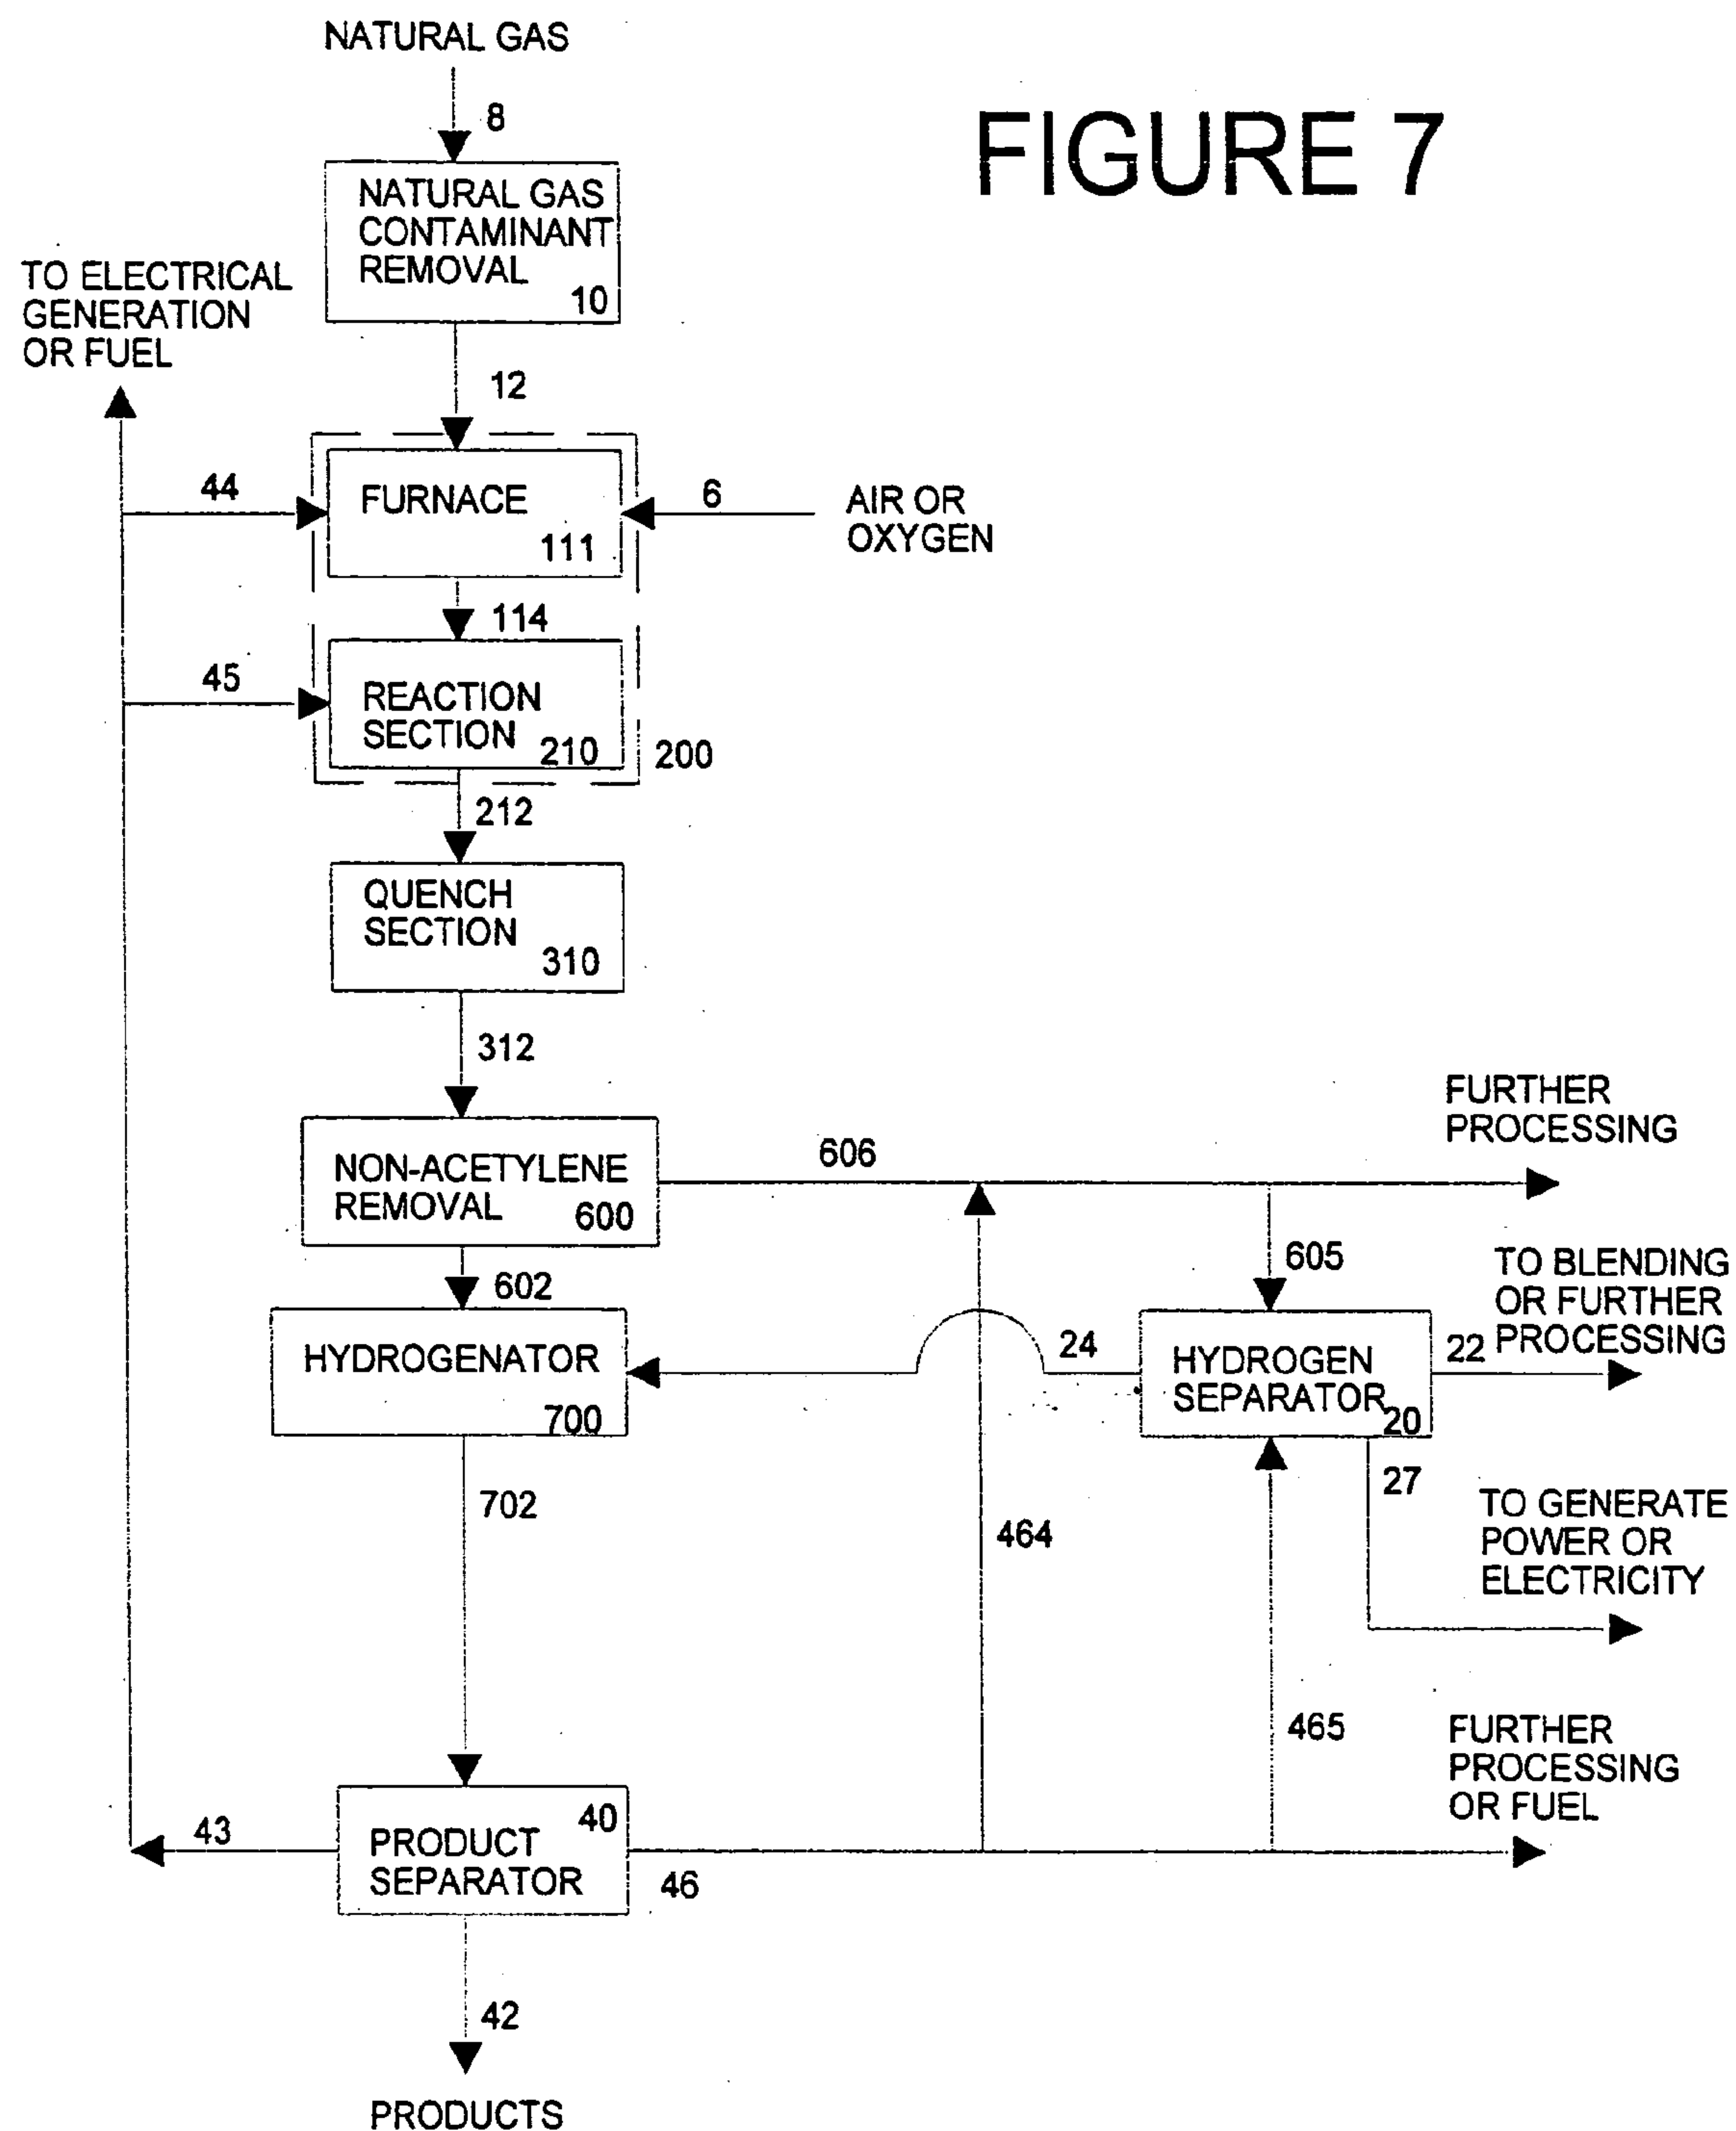 NATURAL GAS
8
FIGURE 7
NATURAL GAS
CONTAMINANT
REMOVAL
10
TO ELECTRICAL
GENERATION
OR FUEL
12
44
FURNACE
111
6
AIR OR
OXYGEN
114
45
REACTION
SECTION
210
200
212
QUENCH
SECTION
310
312
NON-ACETYLENE
REMOVAL
600
606
FURTHER
PROCESSING
602
605
TO BLENDING
OR FURTHER
PROCESSING
HYDROGENATOR
700
24
HYDROGEN
SEPARATOR
20
22
27
702
464
TO GENERATE
POWER OR
ELECTRICITY
465
FURTHER
PROCESSING
OR FUEL
43
40
PRODUCT
SEPARATOR
46
42
PRODUCTS